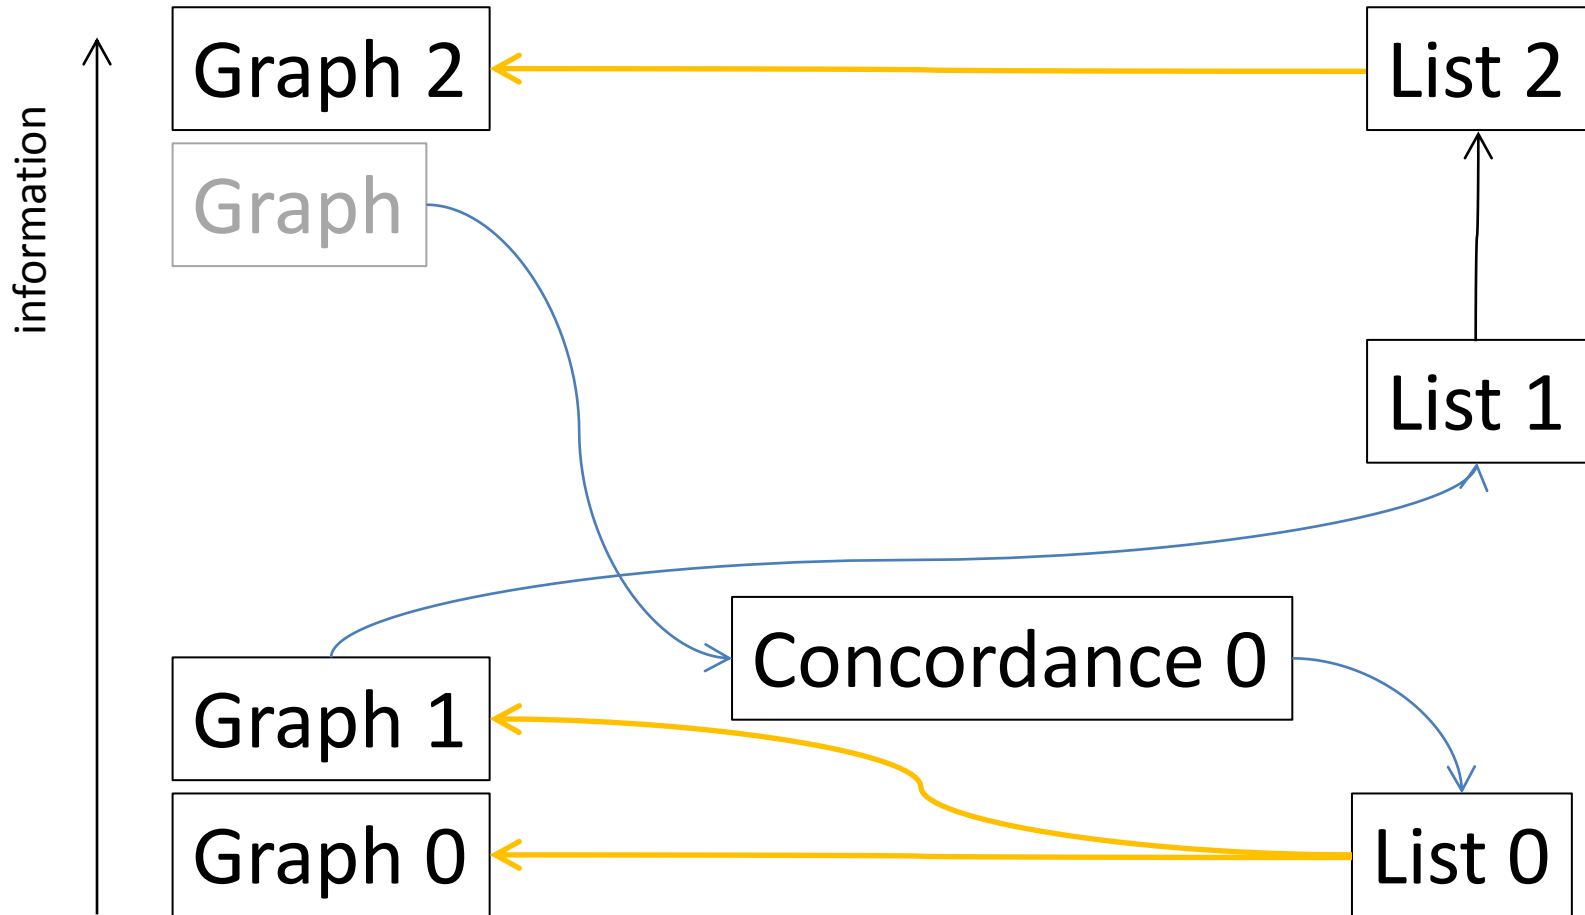 information
Graph 2
List 2
Graph
List 1
Concordance 0
Graph 1
Graph 0
List 0